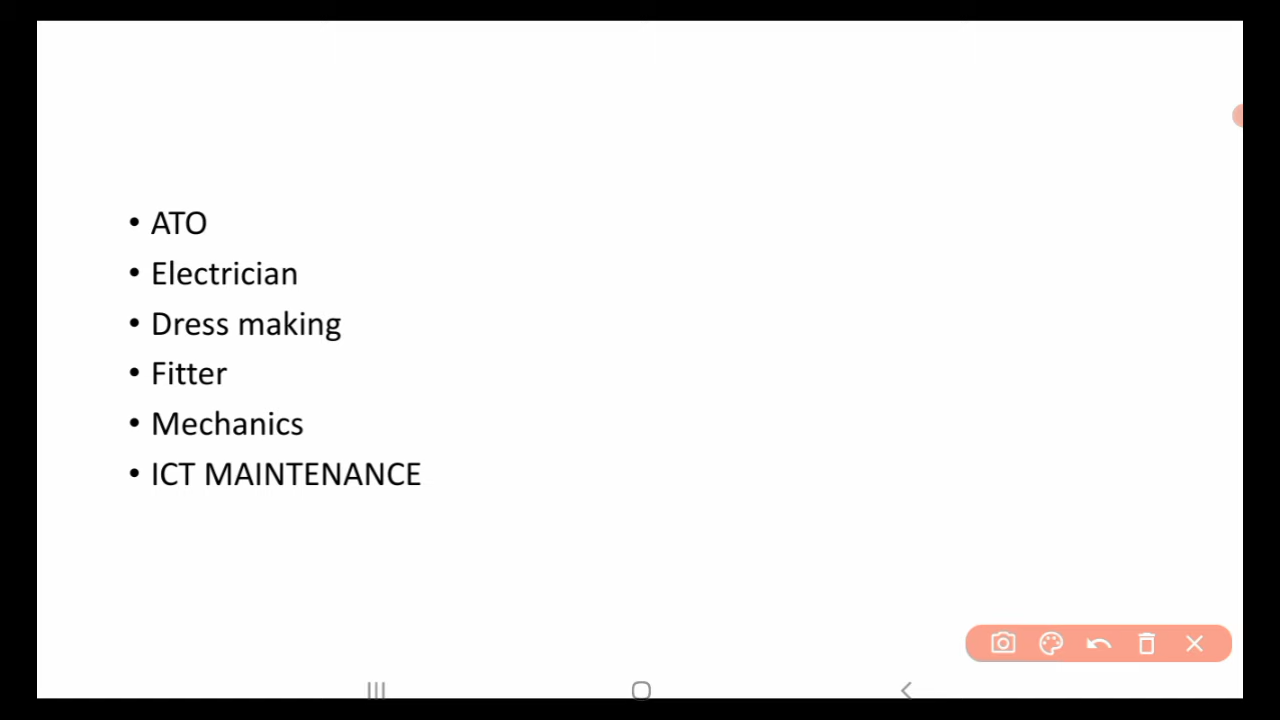 • ATO
• Electrician
• Dress making
• Fitter
• Mechanics
• ICT MAINTENANCE